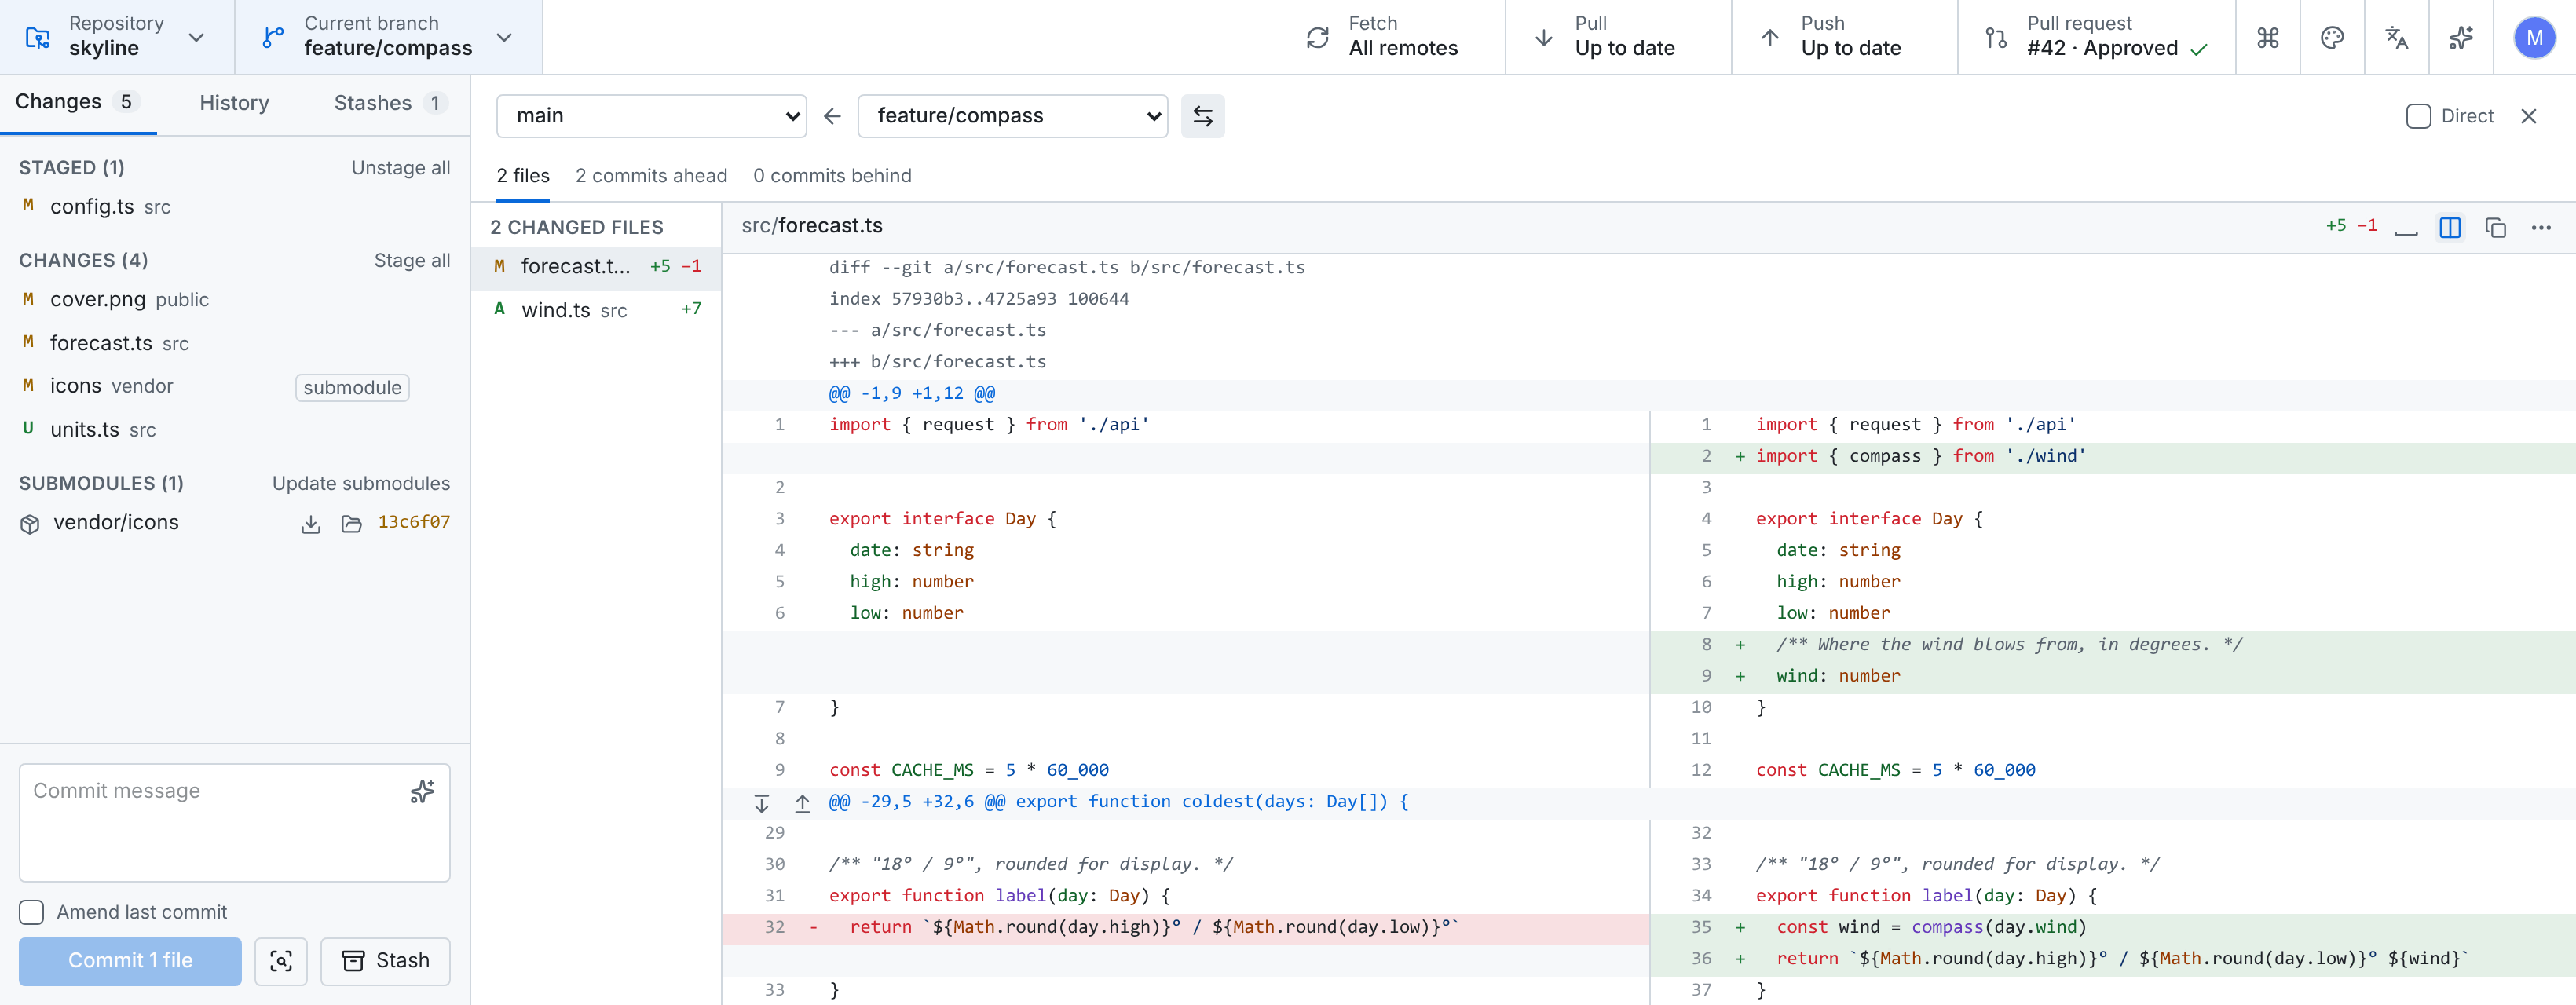 Repository
skyline
Current branch
feature/compass
Fetch
All remotes
Pull
Up to date
Push
Up to date
Pull request
#42 · Approved
M
Changes 5
History
Stashes 1
STAGED (1)
Unstage all
M config.ts src
CHANGES (4)
Stage all
M cover.png public
M forecast.ts src
M icons vendor submodule
U units.ts src
SUBMODULES (1)
Update submodules
vendor/icons 13c6f07
Commit message
Amend last commit
Commit 1 file
Stash
main
feature/compass
Direct
2 files
2 commits ahead
0 commits behind
2 CHANGED FILES
M forecast.t... +5 −1
A wind.ts src +7
src/forecast.ts
+5 −1
diff --git a/src/forecast.ts b/src/forecast.ts
index 57930b3..4725a93 100644
--- a/src/forecast.ts
+++ b/src/forecast.ts
@@ -1,9 +1,12 @@
1 import { request } from './api'
2
3 export interface Day {
4 date: string
5 high: number
6 low: number
7 }
8
9 const CACHE_MS = 5 * 60_000
1 import { request } from './api'
2 + import { compass } from './wind'
3
4 export interface Day {
5 date: string
6 high: number
7 low: number
8 + /** Where the wind blows from, in degrees. */
9 + wind: number
10 }
11
12 const CACHE_MS = 5 * 60_000
@@ -29,5 +32,6 @@ export function coldest(days: Day[]) {
29
30 /** "18° / 9°", rounded for display. */
31 export function label(day: Day) {
32 - return `${Math.round(day.high)}° / ${Math.round(day.low)}°`
33 }
32
33 /** "18° / 9°", rounded for display. */
34 export function label(day: Day) {
35 + const wind = compass(day.wind)
36 + return `${Math.round(day.high)}° / ${Math.round(day.low)}° ${wind}`
37 }